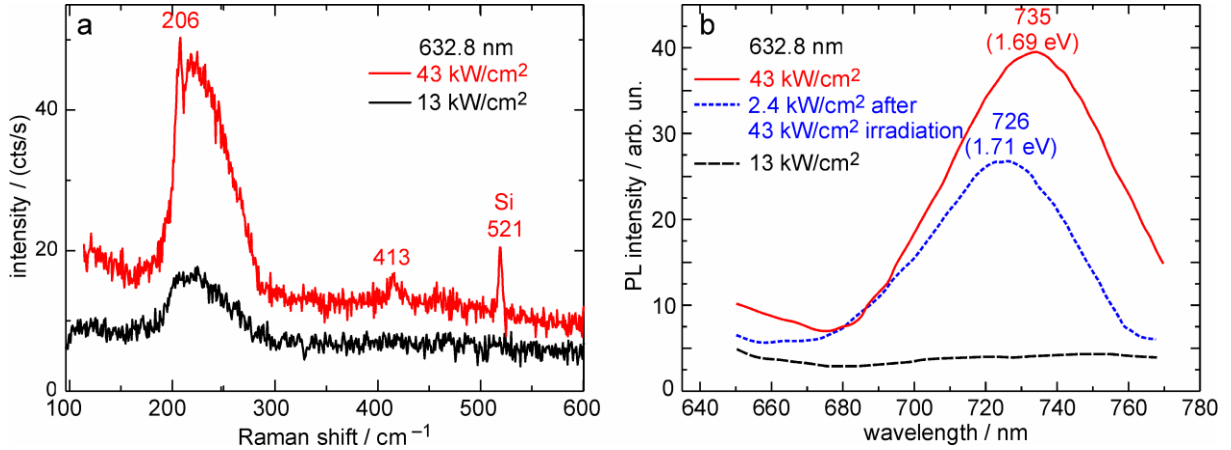 a
206
632.8 nm
43 kW/cm²
13 kW/cm²
413
Si
521
intensity / (cts/s)
40
20
0
100
200
300
400
500
600
Raman shift / cm⁻¹
b
735
(1.69 eV)
632.8 nm
43 kW/cm²
2.4 kW/cm² after
43 kW/cm² irradiation
13 kW/cm²
726
(1.71 eV)
PL intensity / arb. un.
40
30
20
10
0
640
660
680
700
720
740
760
780
wavelength / nm